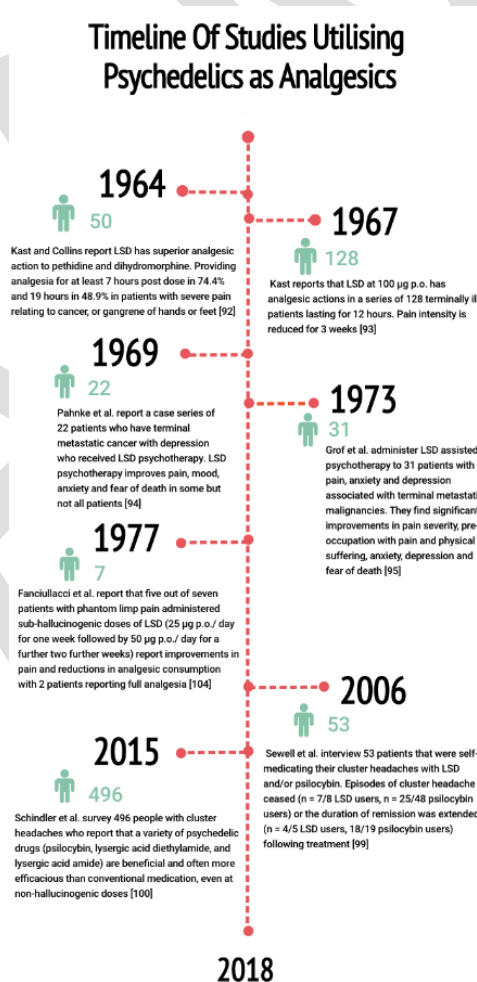 Timeline Of Studies Utilising
Psychedelics as Analgesics
1964
50
Kast and Collins report LSD has superior analgesic
action to pethidine and dihydromorphine. Providing
analgesia for at least 7 hours post dose in 74.4%
and 19 hours in 48.9% in patients with severe pain
relating to cancer, or gangrene of hands or feet [92]
1967
128
Kast reports that LSD at 100 µg p.o. has
analgesic actions in a series of 128 terminally il
patients lasting for 12 hours. Pain intensity is
reduced for 3 weeks [93]
1969
22
Pahnke et al. report a case series of
22 patients who have terminal
metastatic cancer with depression
who received LSD psychotherapy. LSD
psychotherapy improves pain, mood,
anxiety and fear of death in some but
not all patients [94]
1973
31
Grof et al. administer LSD assisted
psychotherapy to 31 patients with
pain, anxiety and depression
associated with terminal metastati
malignancies. They find significan
improvements in pain severity, pre-
occupation with pain and physical
suffering, anxiety, depression and
fear of death [95]
1977
7
Fanciullacci et al. report that five out of seven
patients with phantom limp pain administered
sub-hallucinogenic doses of LSD (25 µg p.o./ day
for one week followed by 50 µg p.o./ day for a
further two further weeks) report improvements in
pain and reductions in analgesic consumption
with 2 patients reporting full analgesia [104]
2006
53
Sewell et al. interview 53 patients that were self-
medicating their cluster headaches with LSD
and/or psilocybin. Episodes of cluster headache
ceased (n = 7/8 LSD users, n = 25/48 psilocybin
users) or the duration of remission was extended
(n = 4/5 LSD users, 18/19 psilocybin users)
following treatment [99]
2015
496
Schindler et al. survey 496 people with cluster
headaches who report that a variety of psychedelic
drugs (psilocybin, lysergic acid diethylamide, and
lysergic acid amide) are beneficial and often more
efficacious than conventional medication, even at
non-hallucinogenic doses [100]
2018